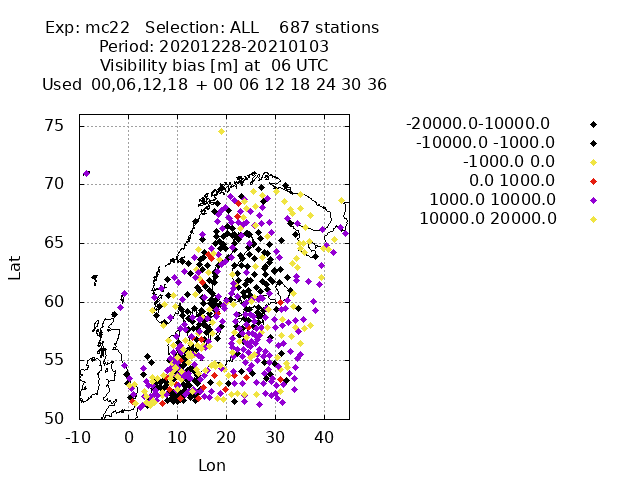 Exp: mc22 Selection: ALL 687 stations
Period: 20201228-20210103
Visibility bias [m] at 06 UTC
Used 00,06,12,18 + 00 06 12 18 24 30 36
-20000.0-10000.0
-10000.0 -1000.0
-1000.0 0.0
0.0 1000.0
1000.0 10000.0
10000.0 20000.0
75
70
65
60
55
50
Lat
-10 0 10 20 30 40
Lon